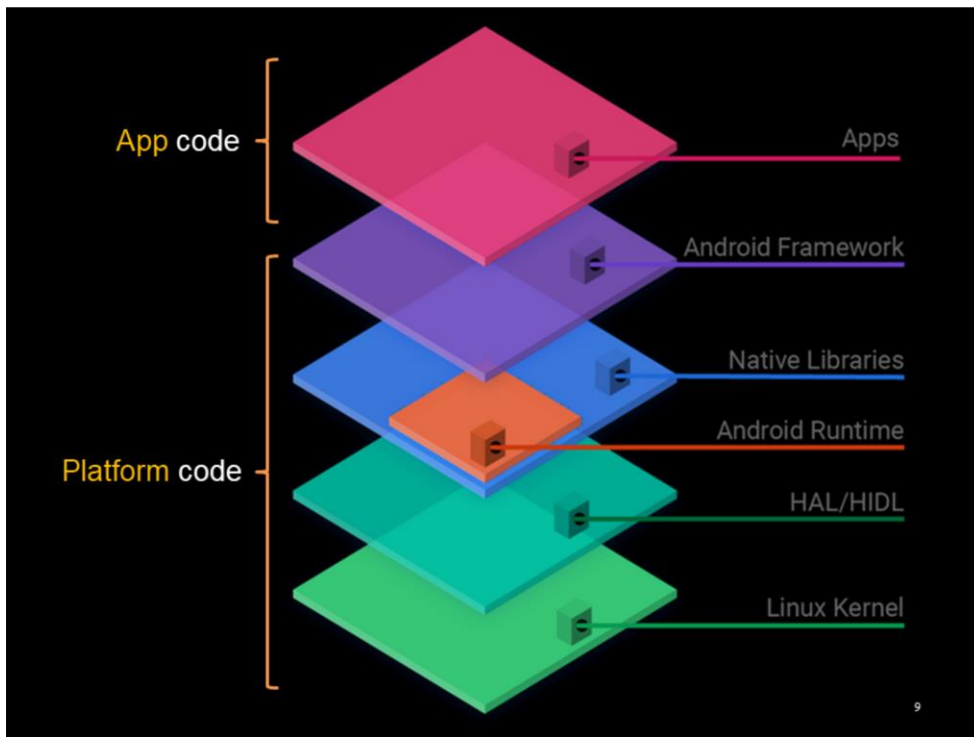 App code
Apps
Android Framework
Native Libraries
Android Runtime
Platform code
HAL/HIDL
Linux Kernel
9